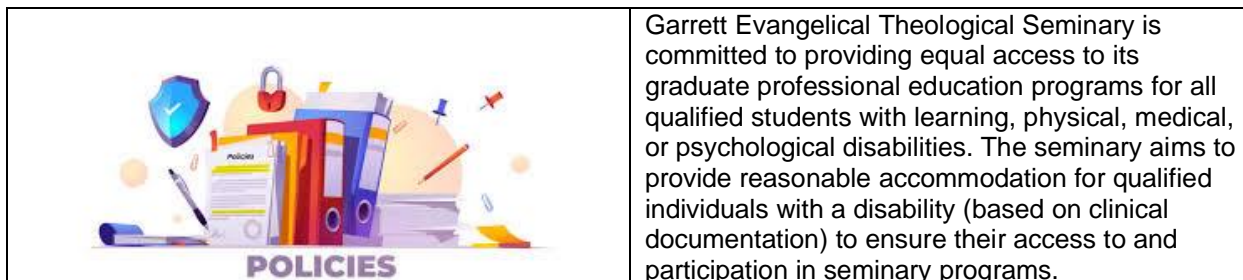 Policies
POLICIES
Garrett Evangelical Theological Seminary is
committed to providing equal access to its
graduate professional education programs for all
qualified students with learning, physical, medical,
or psychological disabilities. The seminary aims to
provide reasonable accommodation for qualified
individuals with a disability (based on clinical
documentation) to ensure their access to and
participation in seminary programs.